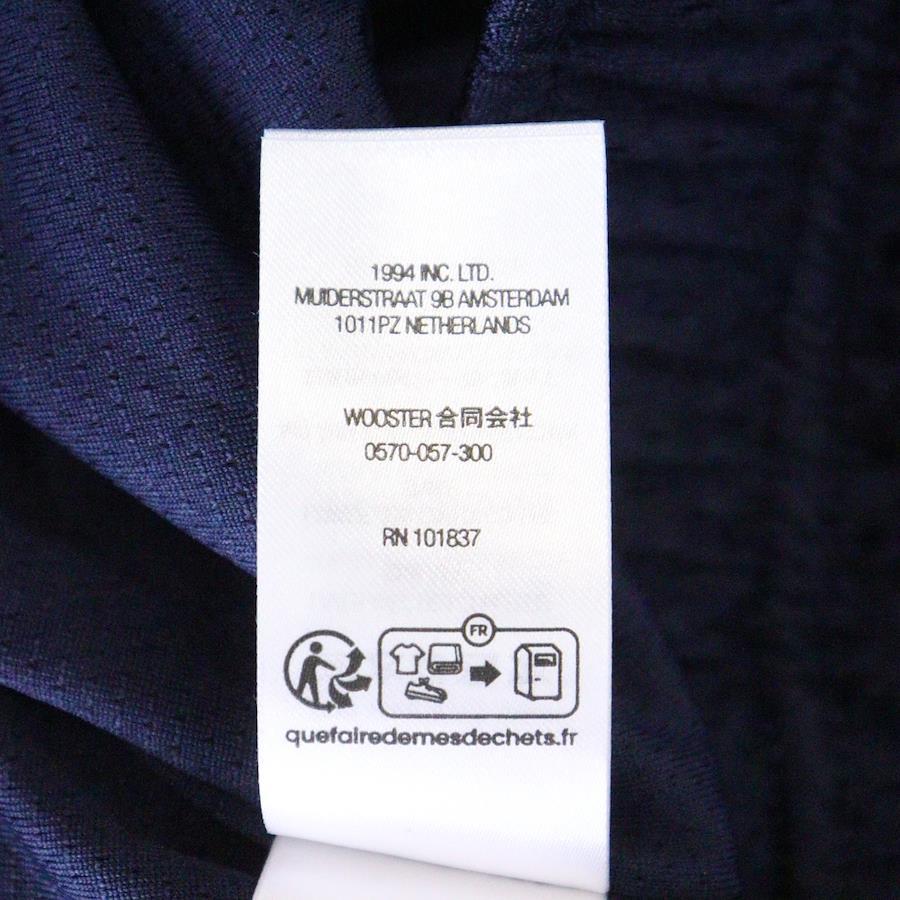 1994 INC. LTD.
MUIDERSTRAAT 9B AMSTERDAM
1011PZ NETHERLANDS
WOOSTER 合同会社
0570-057-300
RN 101837
FR
quefairedemesdechets.fr